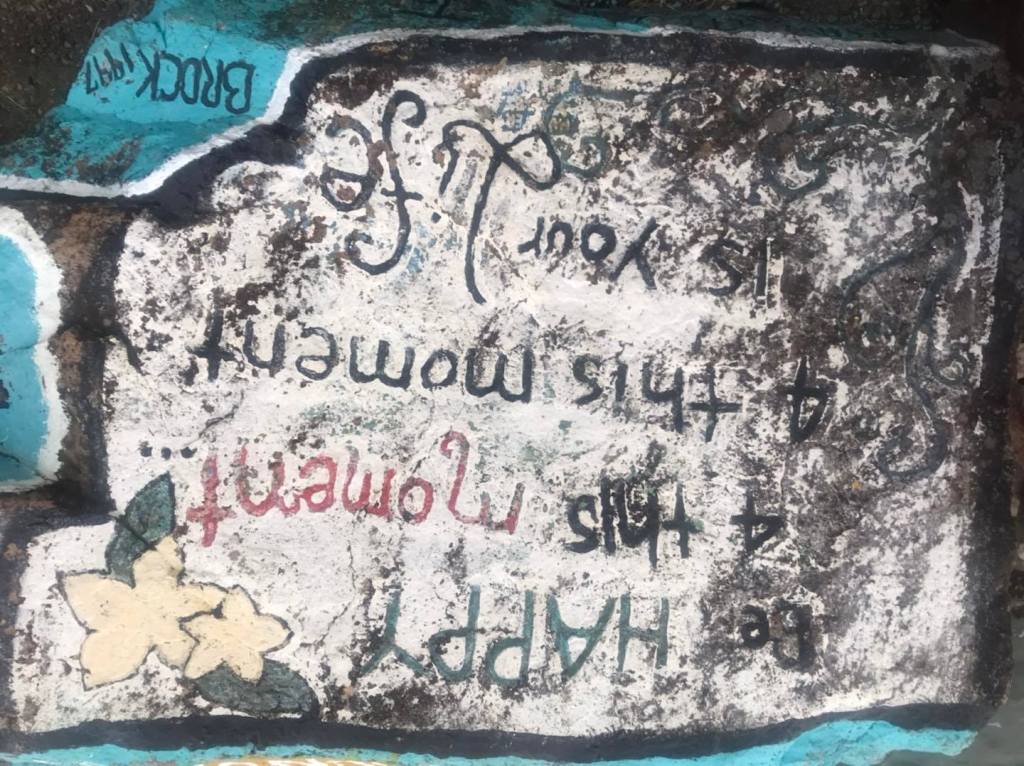 Be HAPPY
4 this moment...
4 this moment,
is your
Life
BROCK 1997